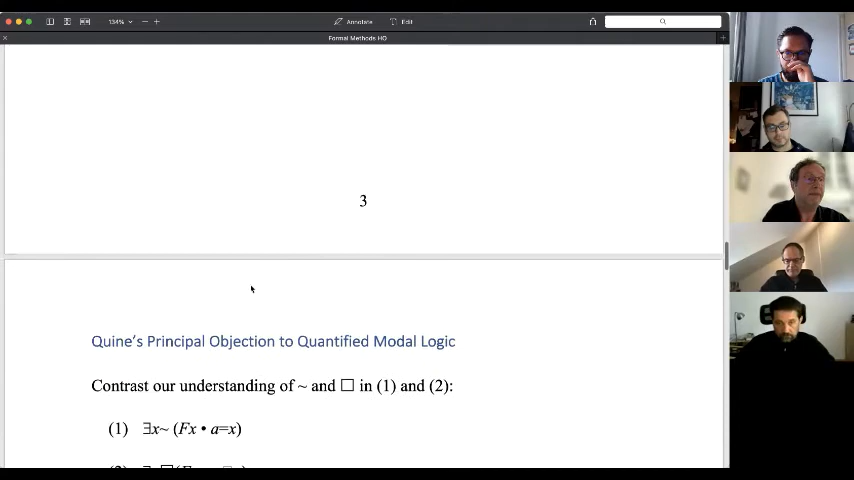 134%
Annotate
Edit
Formal Methods HO
3
Quine's Principal Objection to Quantified Modal Logic
Contrast our understanding of ~ and □ in (1) and (2):
(1) ∃x~ (Fx • a=x)